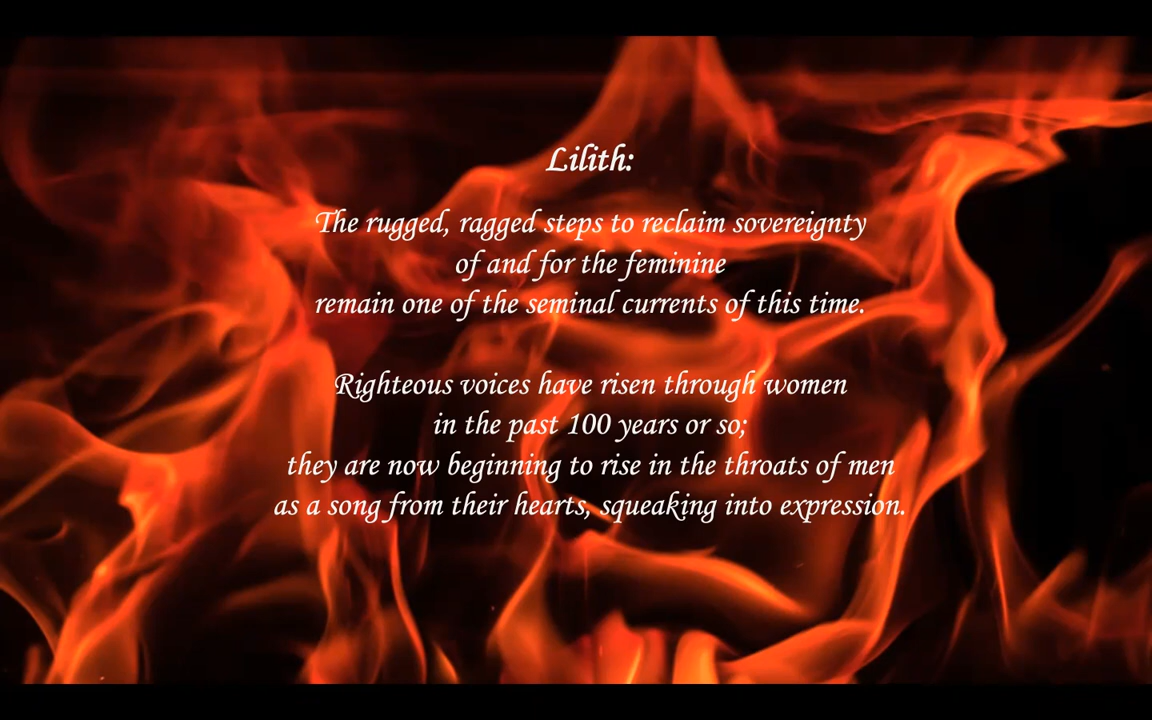 Lilith:
The rugged, ragged steps to reclaim sovereignty
of and for the feminine
remain one of the seminal currents of this time.
Righteous voices have risen through women
in the past 100 years or so;
they are now beginning to rise in the throats of men
as a song from their hearts, squeaking into expression.